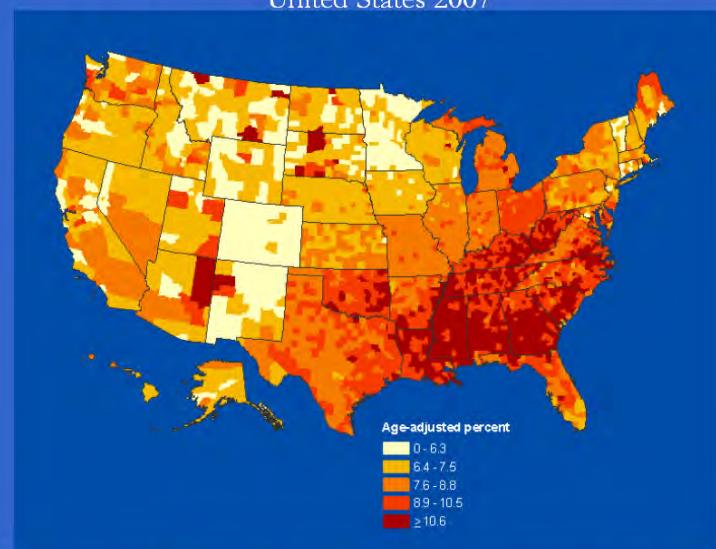 United States 2007
Age-adjusted percent
0 - 6.3
6.4 - 7.5
7.6 - 8.8
8.9 - 10.5
≥ 10.6